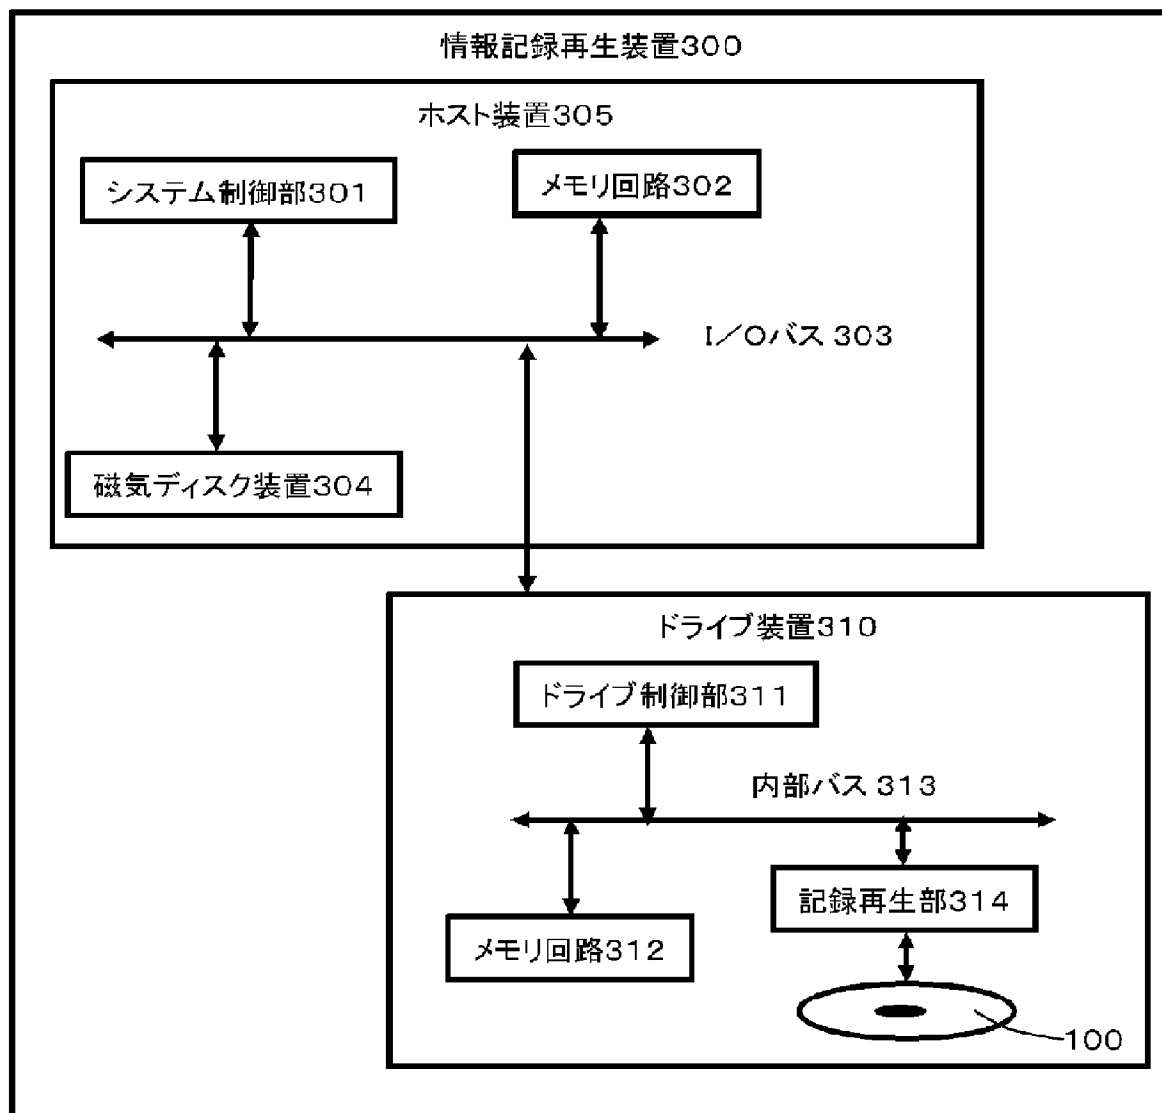 情報記録再生装置300
ホスト装置305
システム制御部301
メモリ回路302
I/Oバス 303
磁気ディスク装置304
ドライブ装置310
ドライブ制御部311
内部バス 313
記録再生部314
メモリ回路312
100